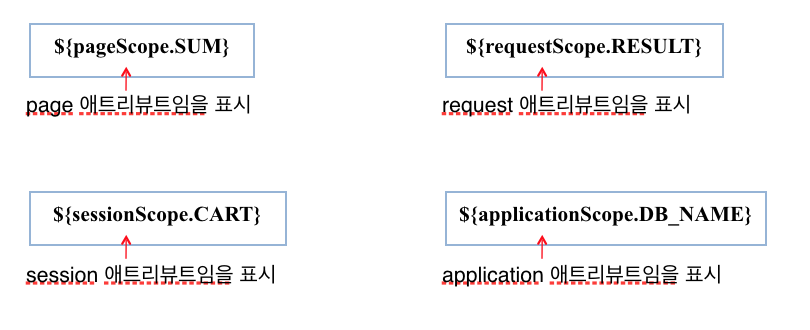 ${pageScope.SUM}
page 애트리뷰트임을 표시
${requestScope.RESULT}
request 애트리뷰트임을 표시
${sessionScope.CART}
session 애트리뷰트임을 표시
${applicationScope.DB_NAME}
application 애트리뷰트임을 표시